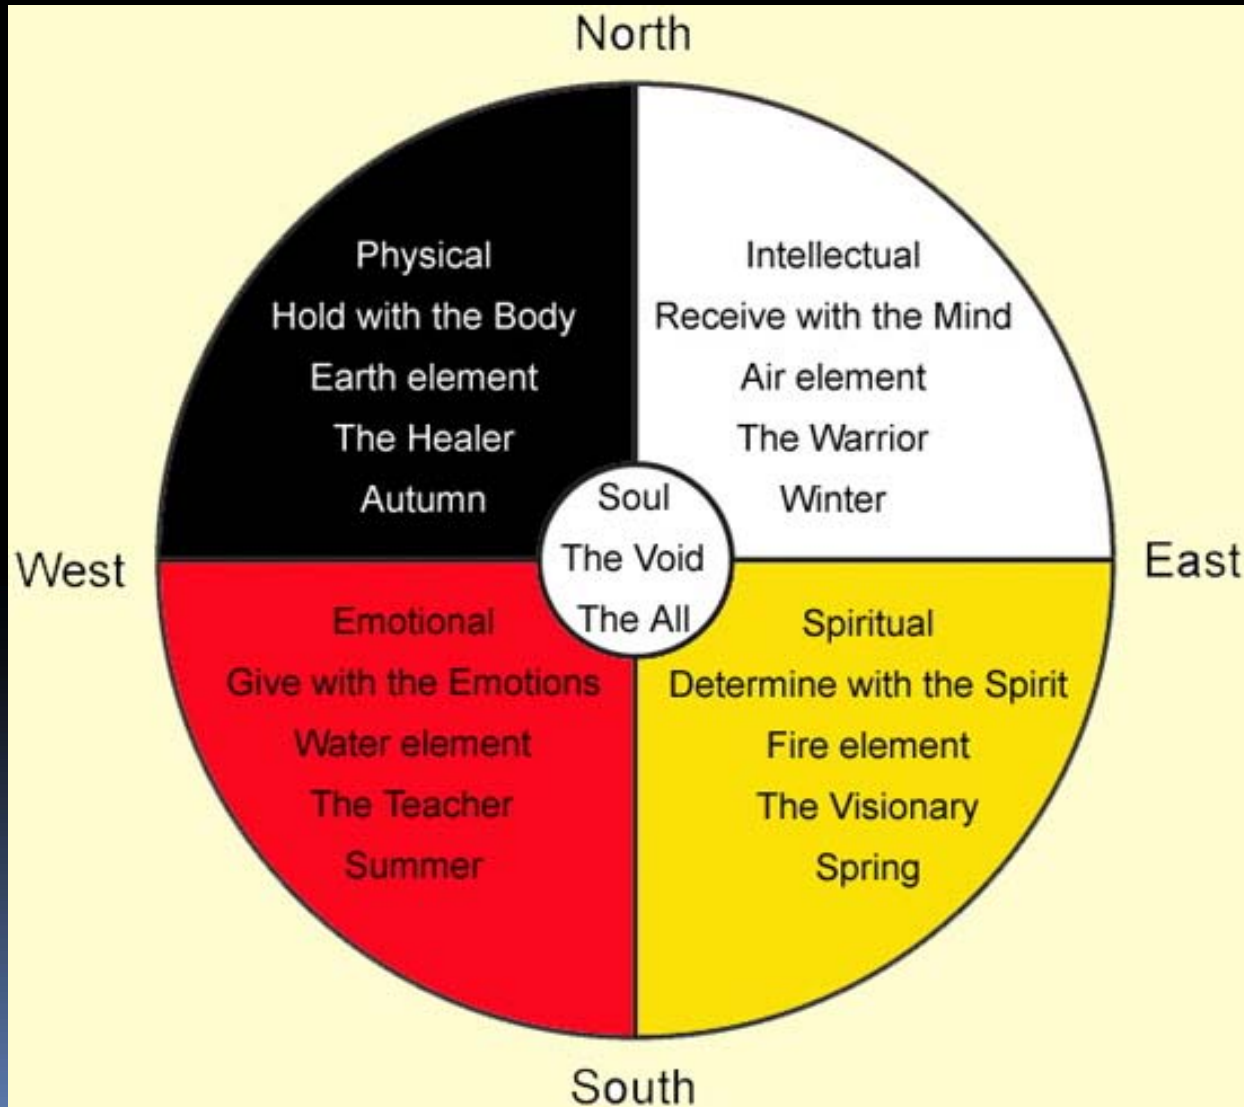 North
Physical
Hold with the Body
Earth element
The Healer
Autumn
Intellectual
Receive with the Mind
Air element
The Warrior
Winter
West
Soul
The Void
The All
East
Emotional
Give with the Emotions
Water element
The Teacher
Summer
Spiritual
Determine with the Spirit
Fire element
The Visionary
Spring
South